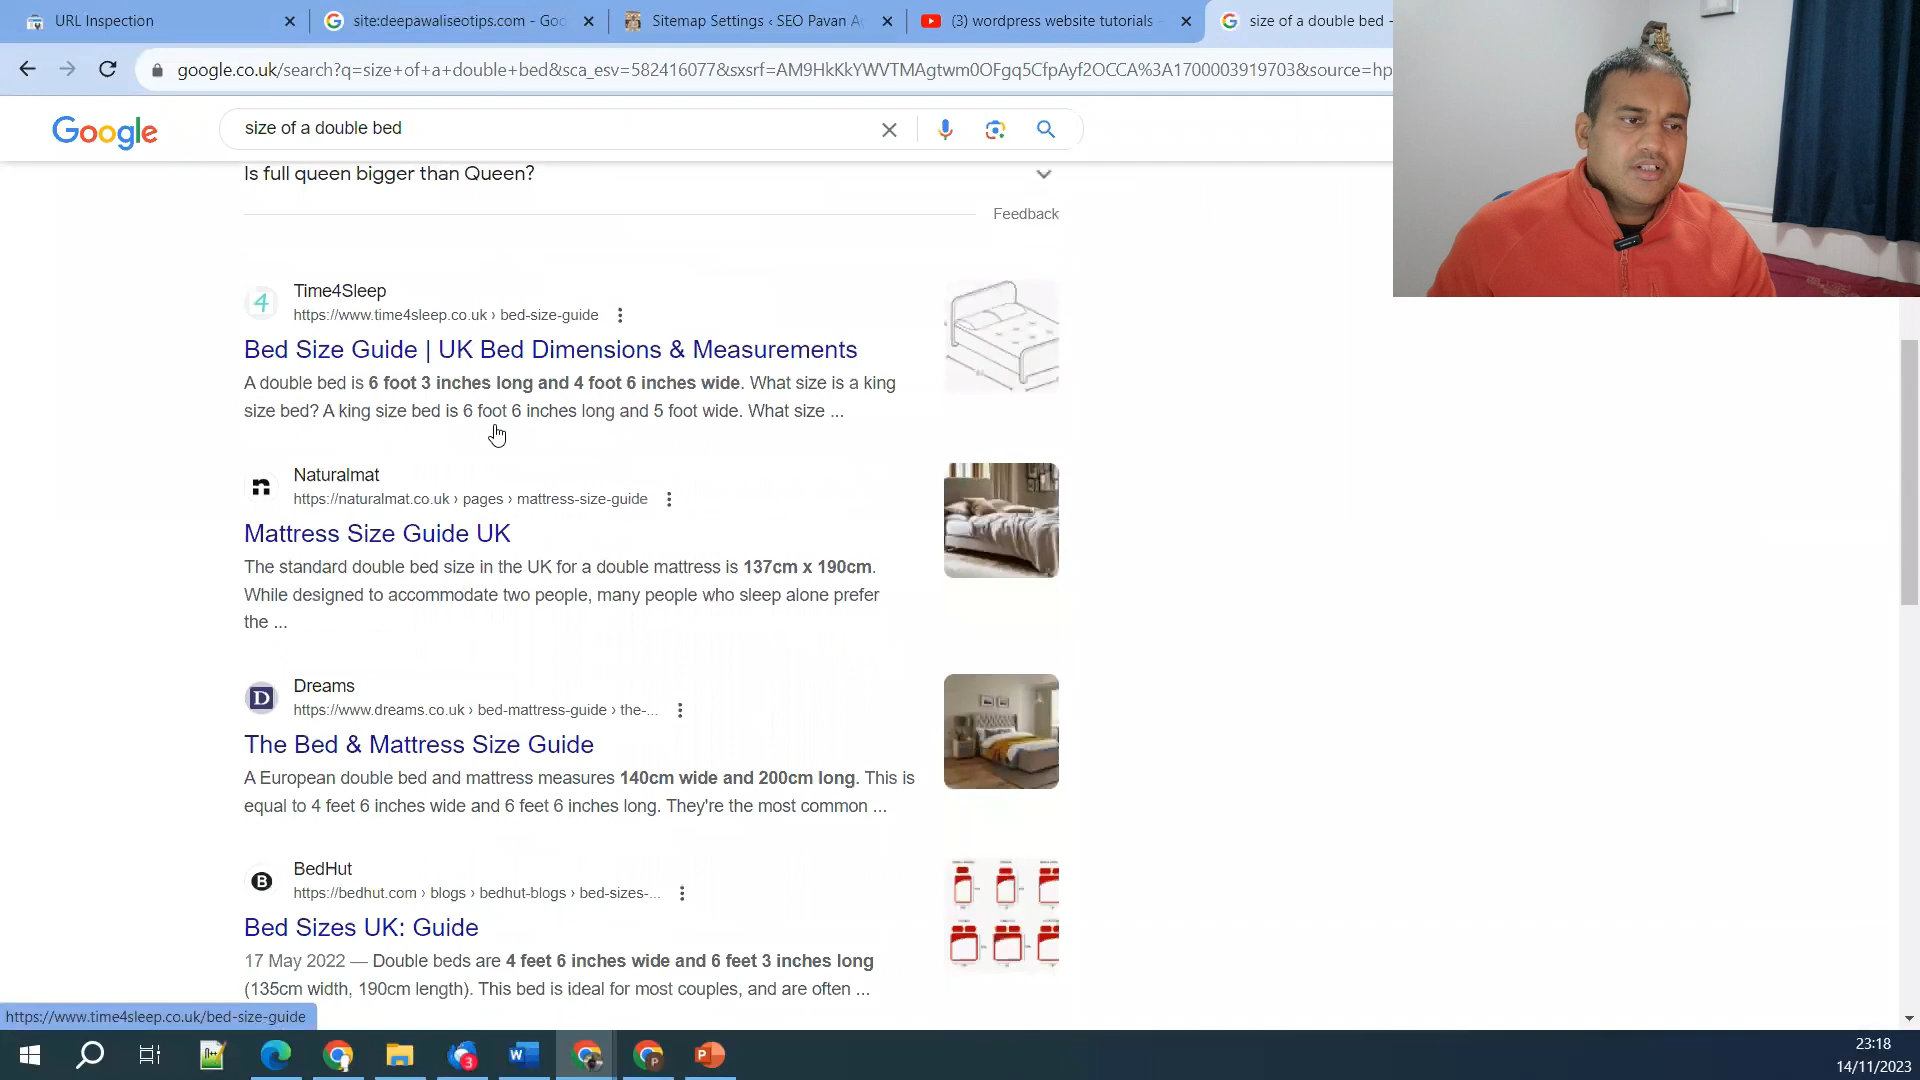 URL Inspection
site:deepawaliseotips.com - Goo
Sitemap Settings ‹ SEO Pavan A
(3) wordpress website tutorials -
size of a double bed -
google.co.uk/search?q=size+of+a+double+bed&sca_esv=582416077&sxsrf=AM9HkKkYWVTMAgtwm0OFgq5CfpAyf2OCCA%3A1700003919703&source=hp
Google
size of a double bed
Is full queen bigger than Queen?
Feedback
4
Time4Sleep
https://www.time4sleep.co.uk › bed-size-guide
Bed Size Guide | UK Bed Dimensions & Measurements
A double bed is 6 foot 3 inches long and 4 foot 6 inches wide. What size is a king
size bed? A king size bed is 6 foot 6 inches long and 5 foot wide. What size ...
n
Naturalmat
https://naturalmat.co.uk › pages › mattress-size-guide
Mattress Size Guide UK
The standard double bed size in the UK for a double mattress is 137cm x 190cm.
While designed to accommodate two people, many people who sleep alone prefer
the ...
D
Dreams
https://www.dreams.co.uk › bed-mattress-guide › the-...
The Bed & Mattress Size Guide
A European double bed and mattress measures 140cm wide and 200cm long. This is
equal to 4 feet 6 inches wide and 6 feet 6 inches long. They're the most common ...
B
BedHut
https://bedhut.com › blogs › bedhut-blogs › bed-sizes-...
Bed Sizes UK: Guide
17 May 2022 — Double beds are 4 feet 6 inches wide and 6 feet 3 inches long
(135cm width, 190cm length). This bed is ideal for most couples, and are often ...
https://www.time4sleep.co.uk/bed-size-guide
3
W
P
P
23:18
14/11/2023